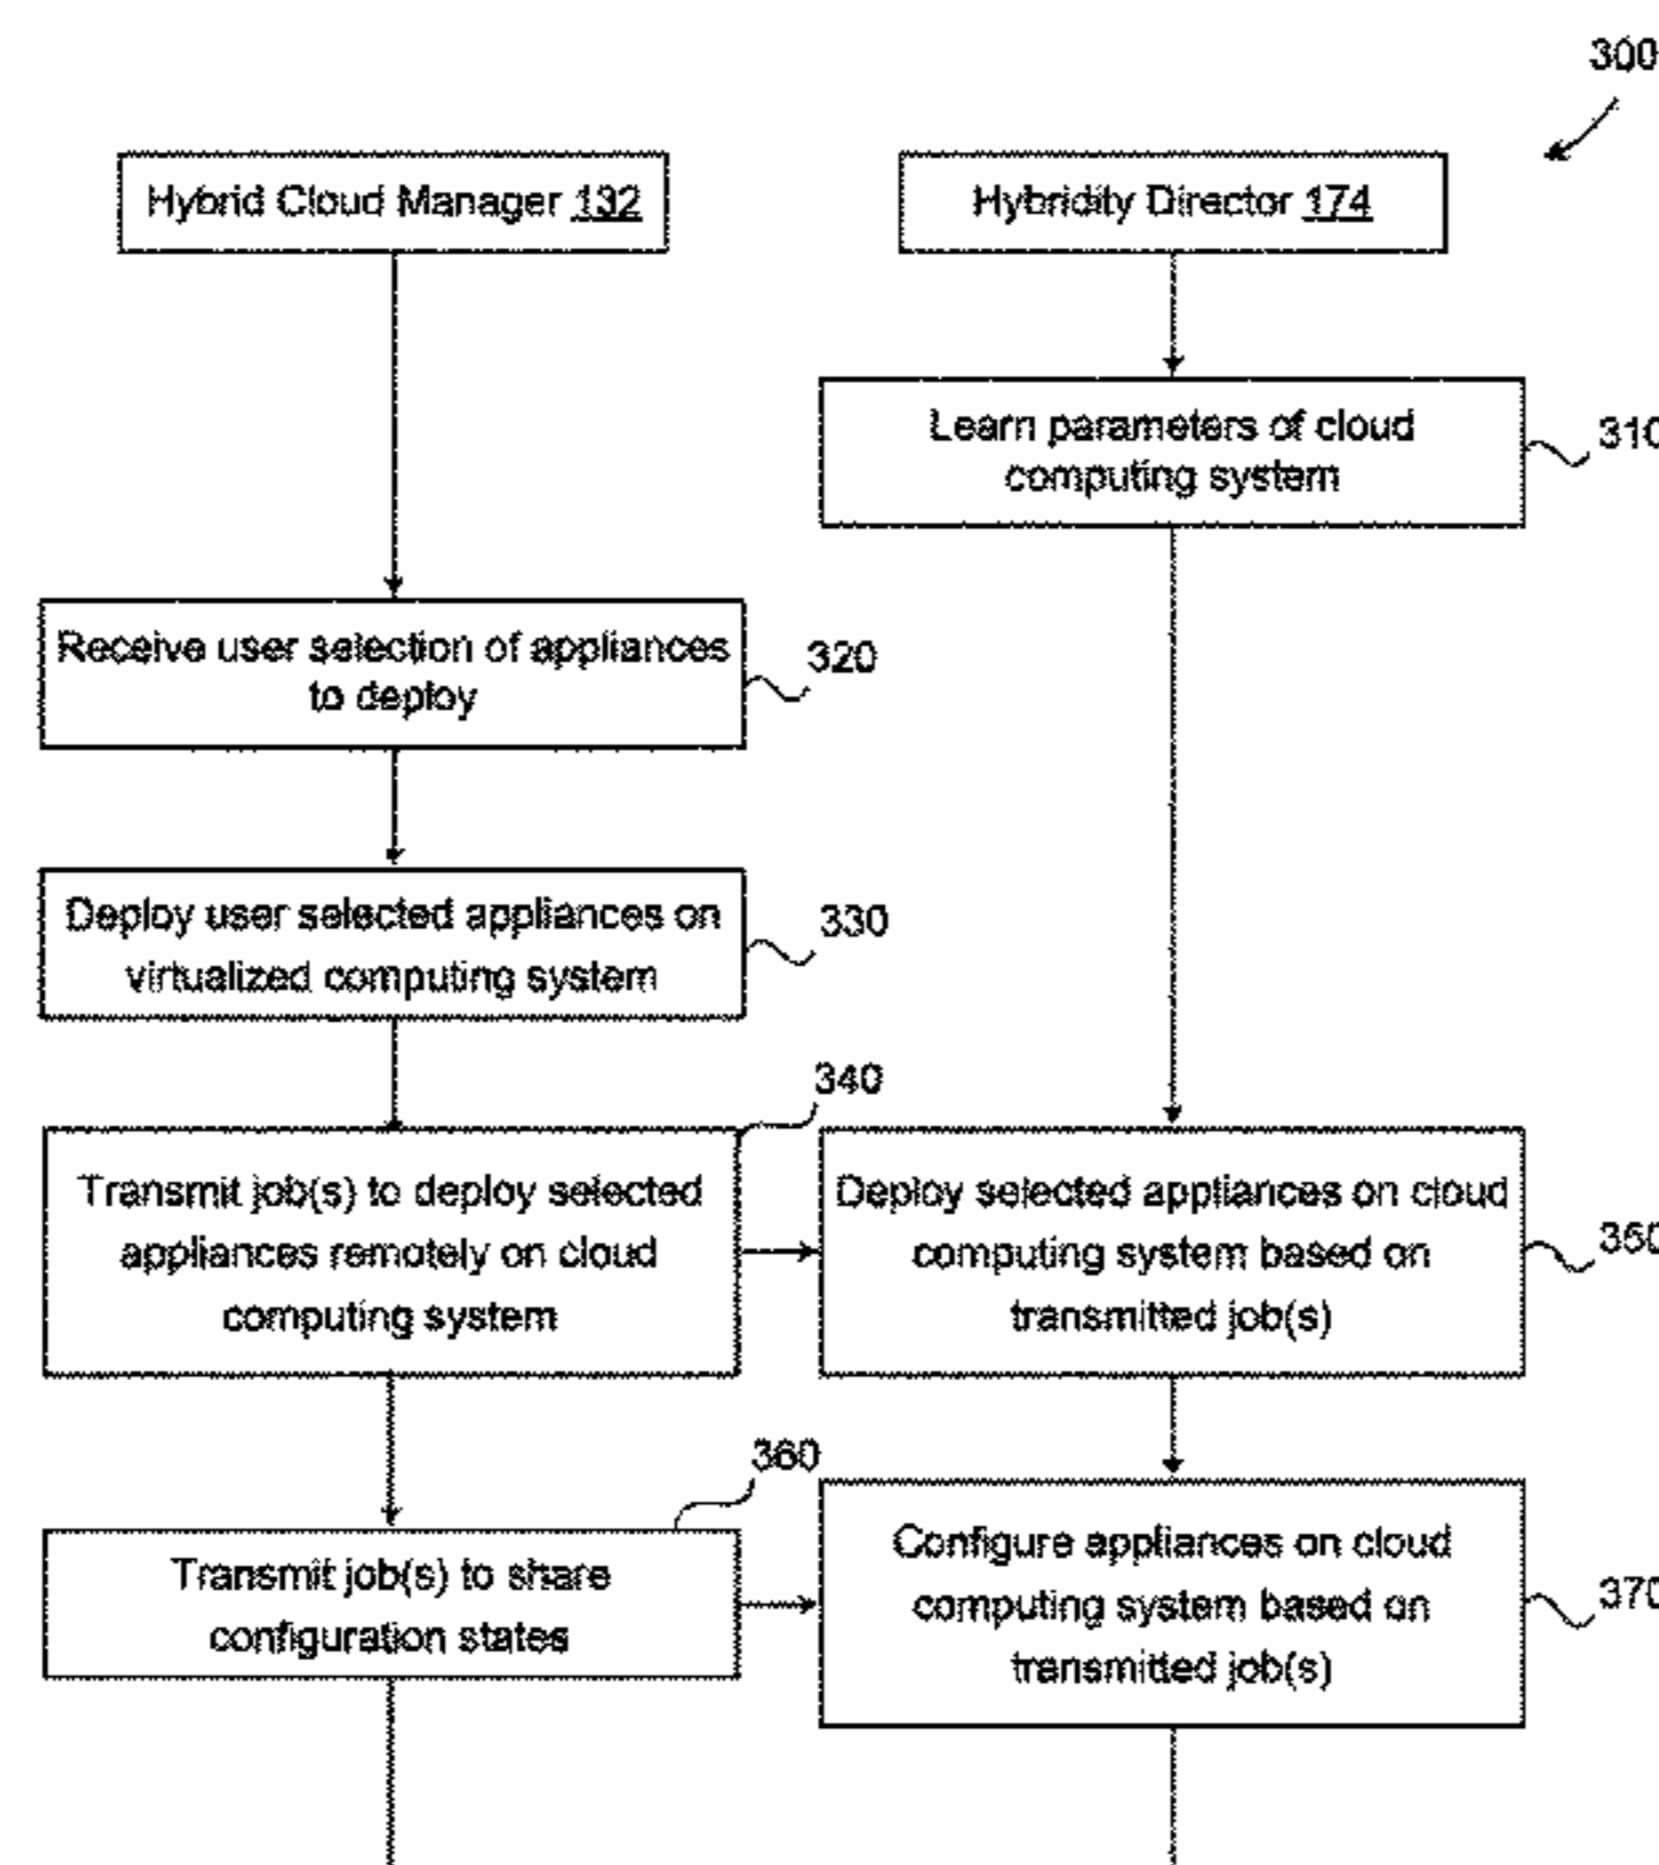 300
Hybrid Cloud Manager 132
Hybridity Director 174
Learn parameters of cloud
computing system
310
Receive user selection of appliances
to deploy
320
Deploy user selected appliances on
virtualized computing system
330
340
Transmit job(s) to deploy selected
appliances remotely on cloud
computing system
Deploy selected appliances on cloud
computing system based on
transmitted job(s)
350
360
Transmit job(s) to share
configuration states
Configure appliances on cloud
computing system based on
transmitted job(s)
370